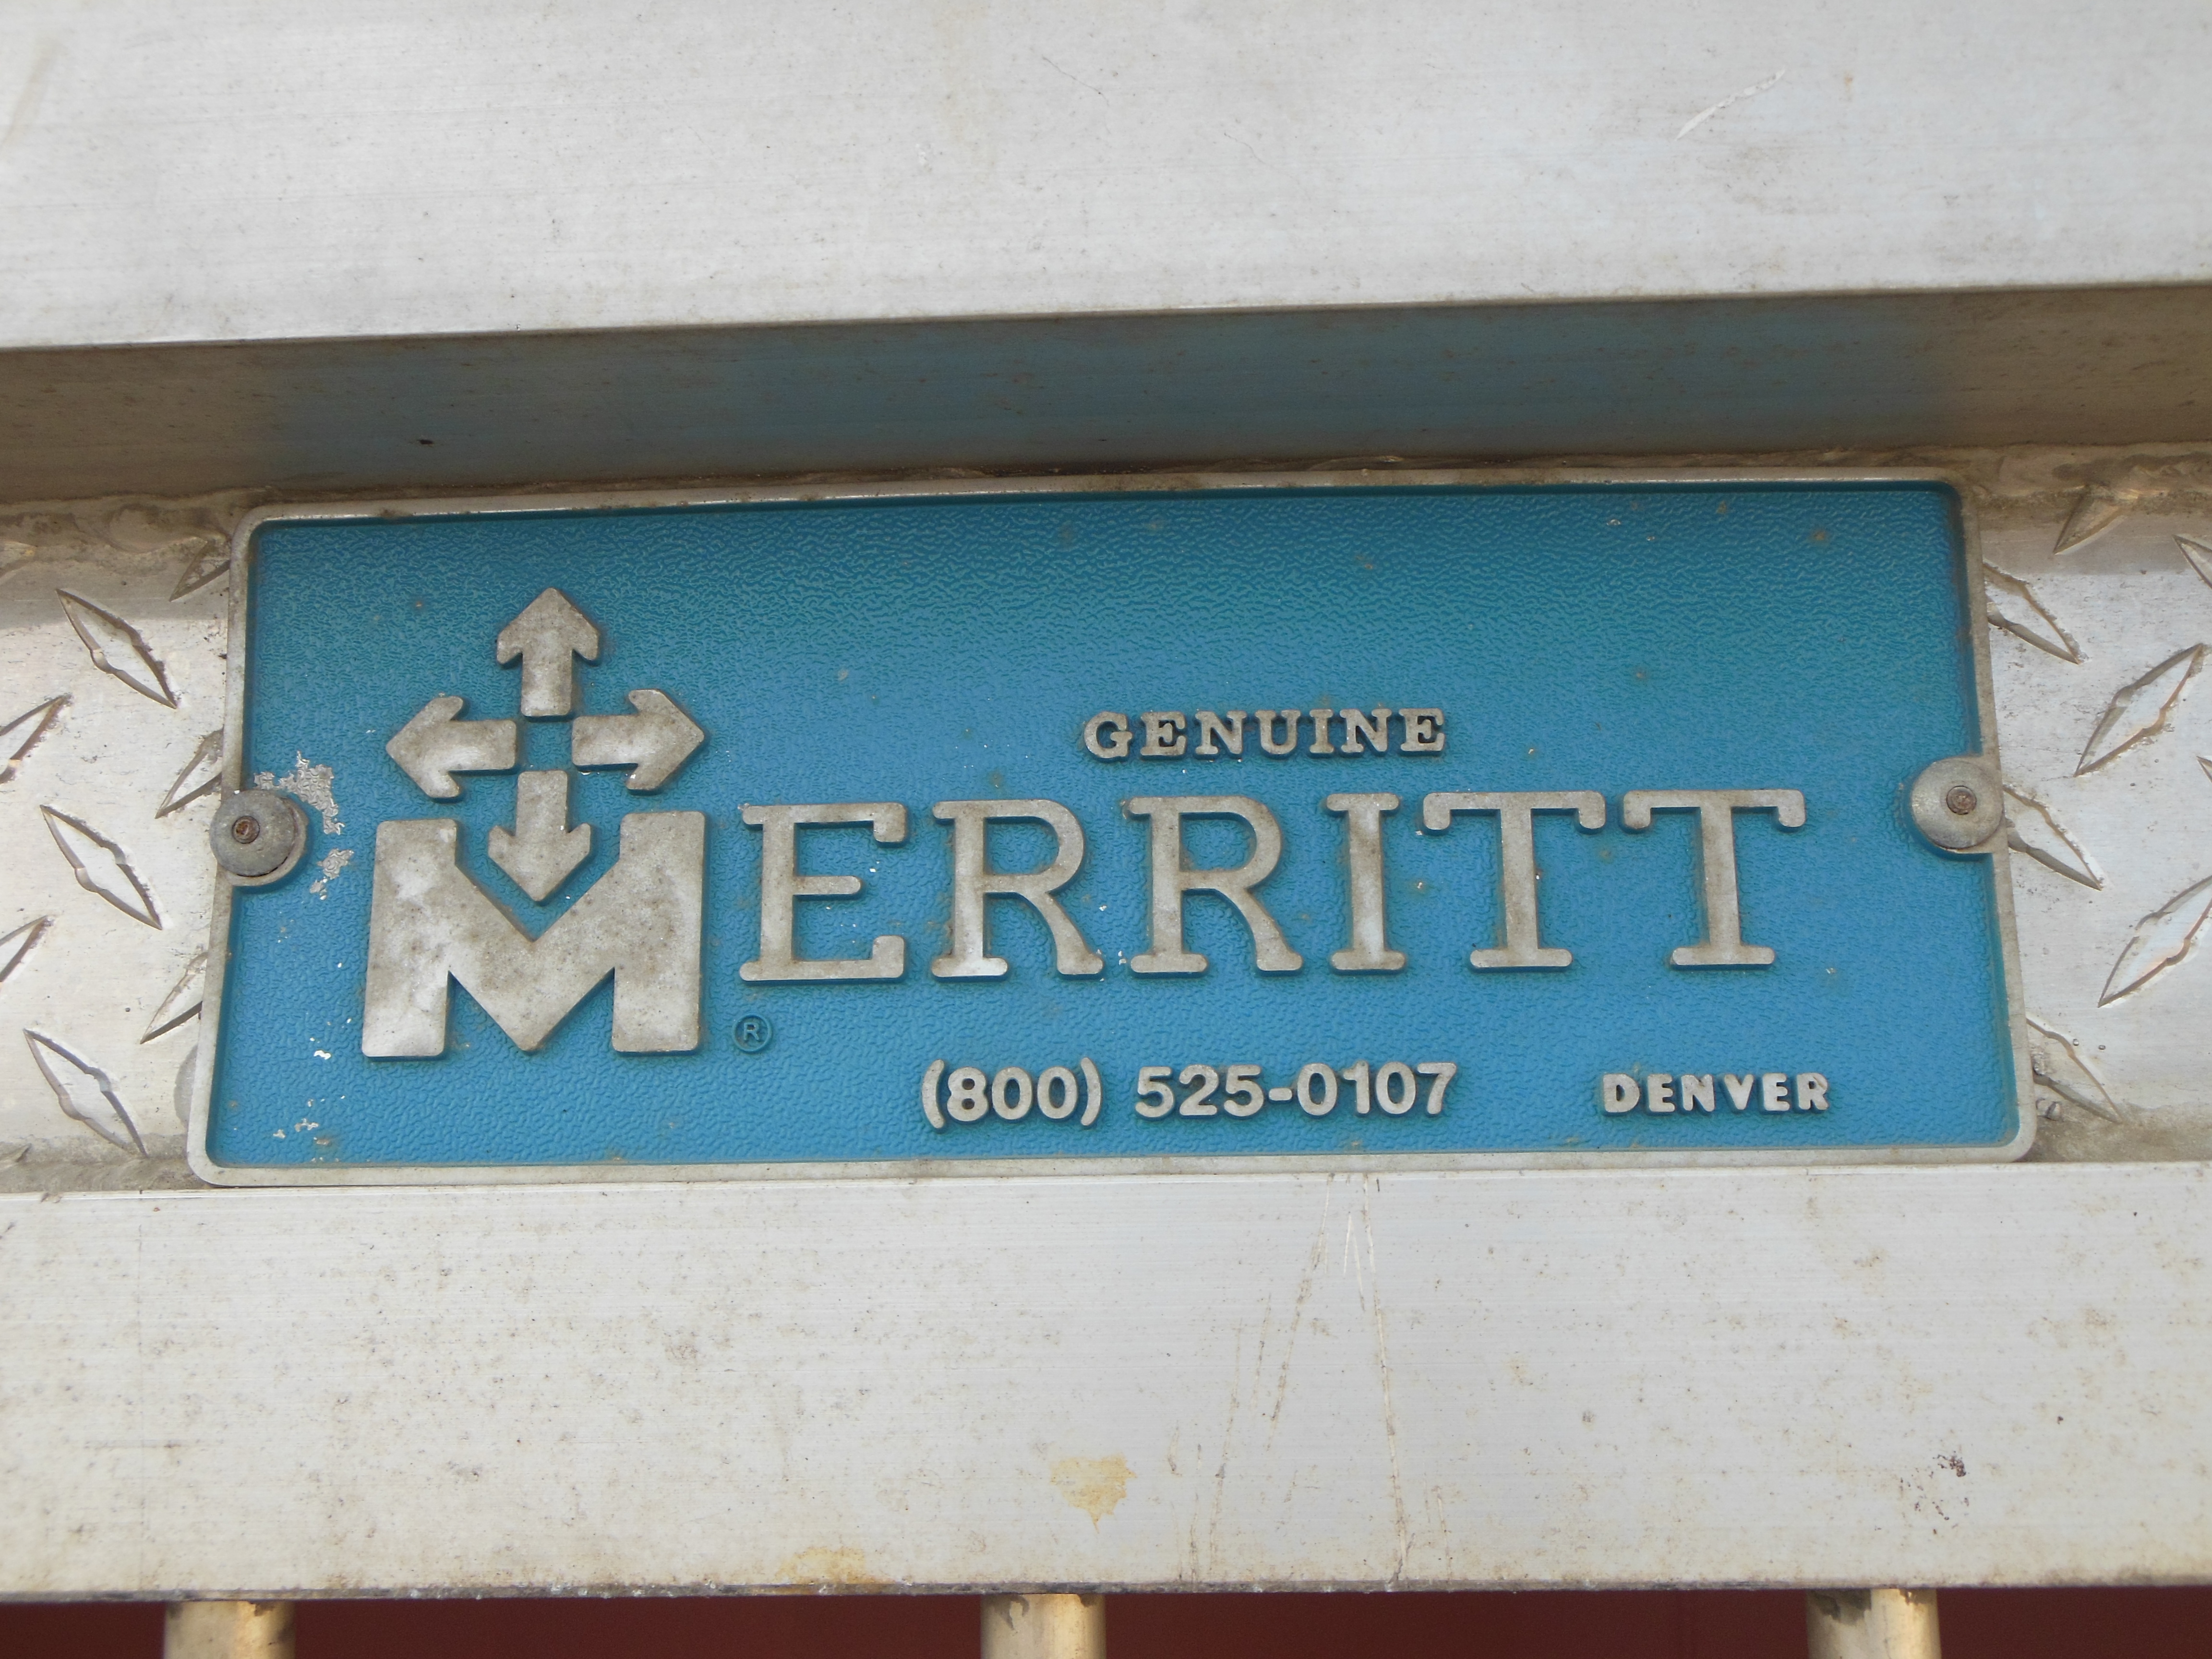 GENUINE
MERRITT
®
(800) 525-0107 DENVER